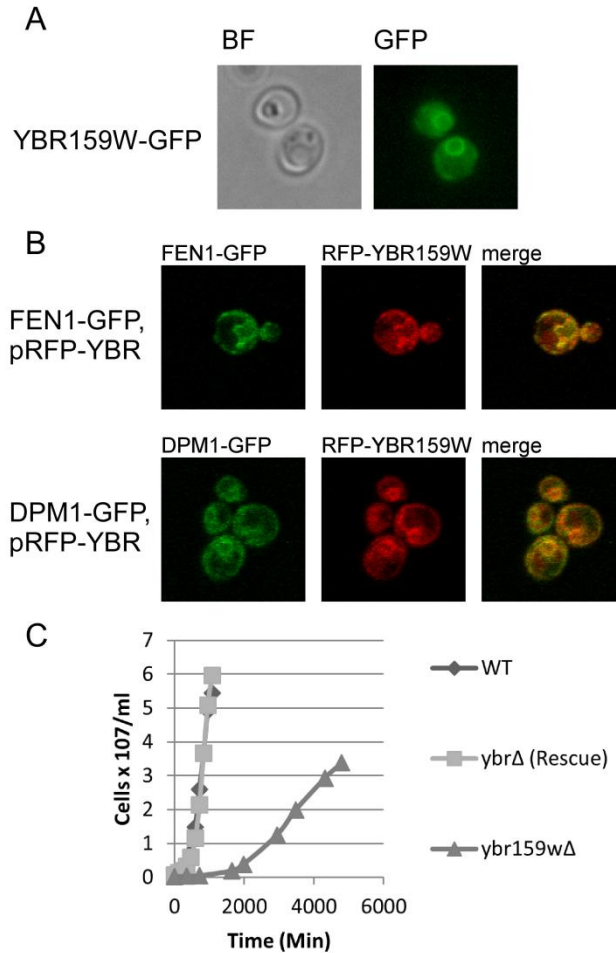 A
BF GFP
YBR159W-GFP
B
FEN1-GFP RFP-YBR159W merge
FEN1-GFP,
pRFP-YBR
DPM1-GFP RFP-YBR159W merge
DPM1-GFP,
pRFP-YBR
C
7
6
5
4
3
2
1
0
Cells x 107/ml
0 2000 4000 6000
Time (Min)
WT
ybrΔ (Rescue)
ybr159wΔ